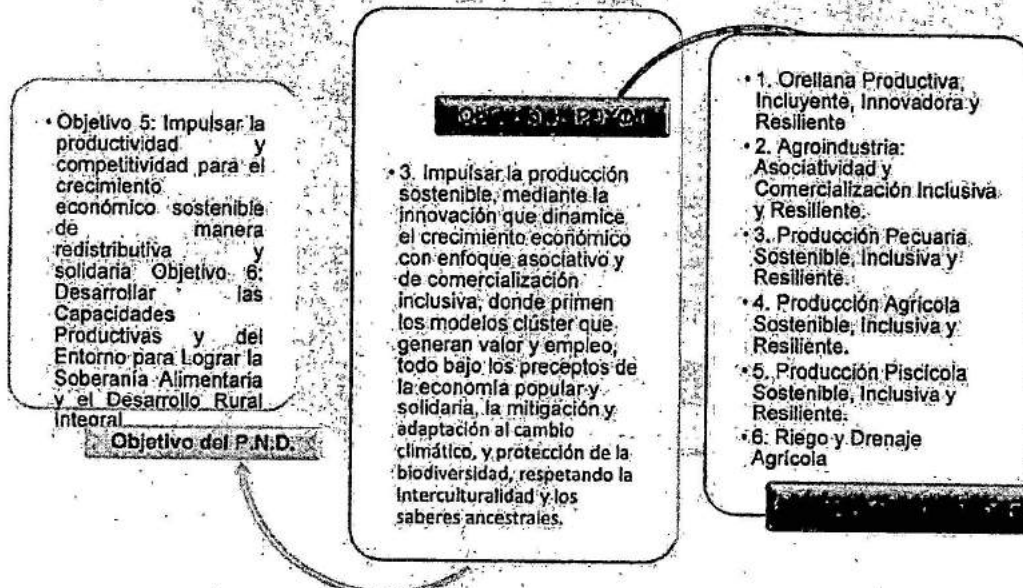 • Objetivo 5: Impulsar la
productividad y
competitividad para el
crecimiento
económico sostenible
de manera
redistributiva y
solidaria Objetivo 6:
Desarrollar las
Capacidades
Productivas y del
Entorno para Lograr la
Soberanía Alimentaria
y el Desarrollo Rural
Integral
Objetivo del P.N.D.
• 3. Impulsar la producción
sostenible, mediante la
innovación que dinamice
el crecimiento económico
con enfoque asociativo y
de comercialización
inclusiva, donde primen
los modelos clúster que
generan valor y empleo,
todo bajo los preceptos de
la economía popular y
solidaria, la mitigación y
adaptación al cambio
climático, y protección de la
biodiversidad, respetando la
Interculturalidad y los
saberes ancestrales.
• 1. Orellana Productiva,
Incluyente, Innovadora y
Resiliente
• 2. Agroindustria:
Asociatividad y
Comercialización Inclusiva
y Resiliente.
• 3. Producción Pecuaria
Sostenible, Inclusiva y
Resiliente.
• 4. Producción Agrícola
Sostenible, Inclusiva y
Resiliente.
• 5. Producción Piscícola
Sostenible, Inclusiva y
Resiliente.
• 6. Riego y Drenaje
Agrícola